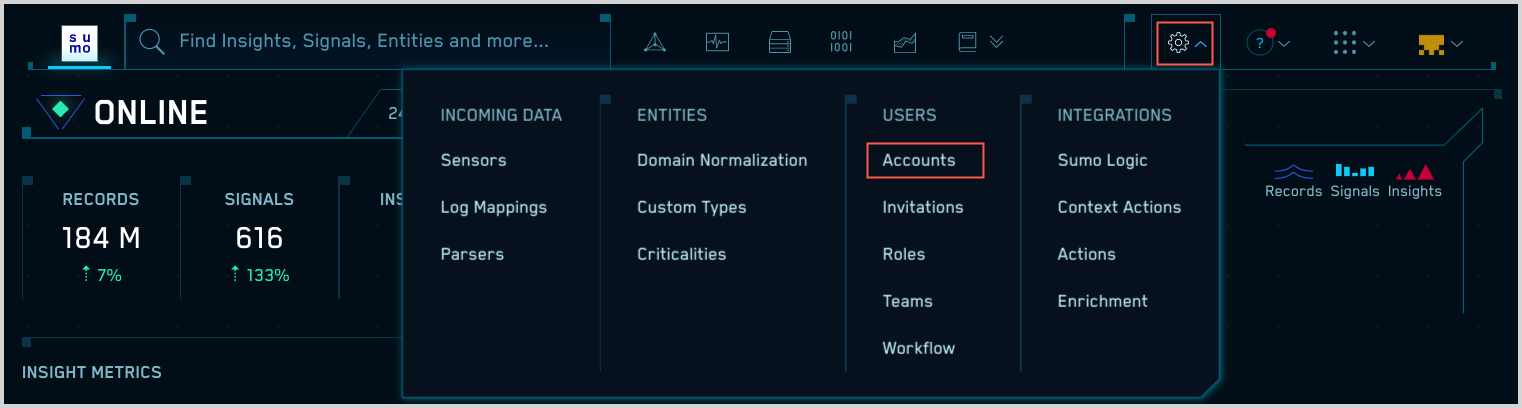 su
mo
Find Insights, Signals, Entities and more...
0101
1001
?
ONLINE
24
INCOMING DATA
Sensors
Log Mappings
Parsers
ENTITIES
Domain Normalization
Custom Types
Criticalities
USERS
Accounts
Invitations
Roles
Teams
Workflow
INTEGRATIONS
Sumo Logic
Context Actions
Actions
Enrichment
Records Signals Insights
RECORDS
184 M
7%
SIGNALS
616
133%
INS
INSIGHT METRICS